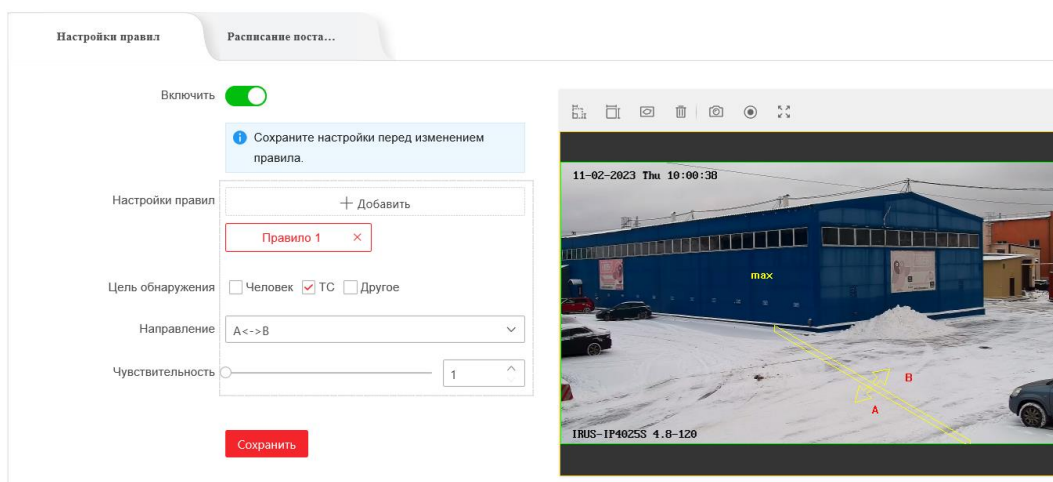 Настройки правил
Расписание поста...
Включить
Сохраните настройки перед изменением
правила.
Настройки правил
+ Добавить
Правило 1 ×
Цель обнаружения
Человек ТС Другое
Направление
A<->B
Чувствительность
1
Сохранить
11-02-2023 Thu 10:00:38
max
B
A
IRUS-IP4025S 4.8-120